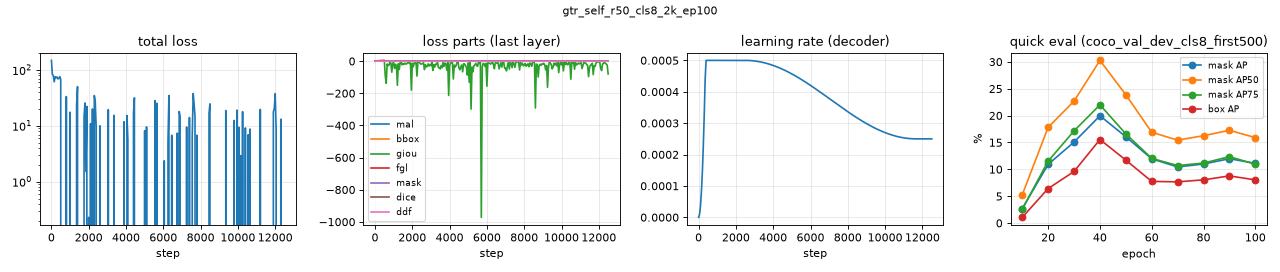 gtr_self_r50_cls8_2k_ep100
total loss
10²
10¹
10⁰
0 2000 4000 6000 8000 10000 12000
step
loss parts (last layer)
0
−200
−400
−600
−800
−1000
mal
bbox
giou
fgl
mask
dice
ddf
0 2000 4000 6000 8000 10000 12000
step
learning rate (decoder)
0.0005
0.0004
0.0003
0.0002
0.0001
0.0000
0 2000 4000 6000 8000 10000 12000
step
quick eval (coco_val_dev_cls8_first500)
%
30
25
20
15
10
5
0
mask AP
mask AP50
mask AP75
box AP
20 40 60 80 100
epoch